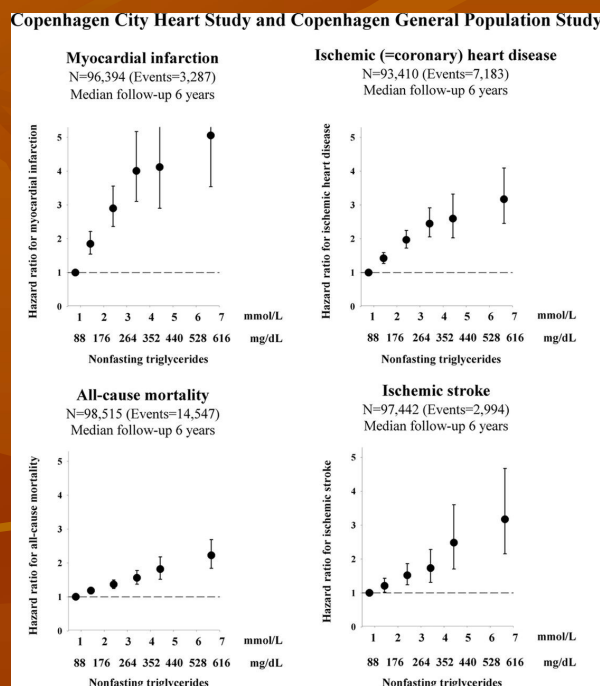 Copenhagen City Heart Study and Copenhagen General Population Study
Myocardial infarction
N=96,394 (Events=3,287)
Median follow-up 6 years
Hazard ratio for myocardial infarction
5
4
3
2
1
0
1 2 3 4 5 6 7 mmol/L
88 176 264 352 440 528 616 mg/dL
Nonfasting triglycerides
Ischemic (=coronary) heart disease
N=93,410 (Events=7,183)
Median follow-up 6 years
Hazard ratio for ischemic heart disease
5
4
3
2
1
0
1 2 3 4 5 6 7 mmol/L
88 176 264 352 440 528 616 mg/dL
Nonfasting triglycerides
All-cause mortality
N=98,515 (Events=14,547)
Median follow-up 6 years
Hazard ratio for all-cause mortality
5
4
3
2
1
0
1 2 3 4 5 6 7 mmol/L
88 176 264 352 440 528 616 mg/dL
Nonfasting triglycerides
Ischemic stroke
N=97,442 (Events=2,994)
Median follow-up 6 years
Hazard ratio for ischemic stroke
5
4
3
2
1
0
1 2 3 4 5 6 7 mmol/L
88 176 264 352 440 528 616 mg/dL
Nonfasting triglycerides